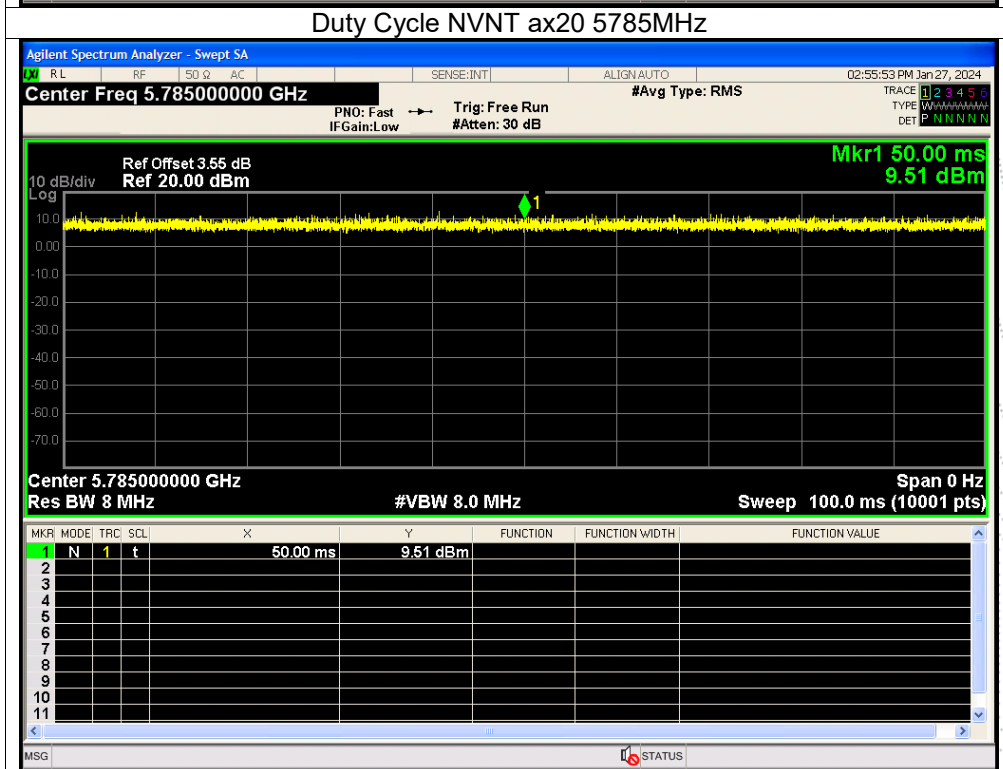 Duty Cycle NVNT ax20 5785MHz
Agilent Spectrum Analyzer - Swept SA
LXI RL RF 50 Ω AC SENSE:INT ALIGN AUTO 02:55:53 PM Jan 27, 2024
Center Freq 5.785000000 GHz #Avg Type: RMS TRACE 1 2 3 4 5 6
PNO: Fast Trig: Free Run TYPE WWWWWW
IFGain:Low #Atten: 30 dB DET P N N N N N
Mkr1 50.00 ms
Ref Offset 3.55 dB 9.51 dBm
10 dB/div Ref 20.00 dBm
Log
1
10.0
0.00
-10.0
-20.0
-30.0
-40.0
-50.0
-60.0
-70.0
Center 5.785000000 GHz Span 0 Hz
Res BW 8 MHz #VBW 8.0 MHz Sweep 100.0 ms (10001 pts)
MKR MODE TRC SCL X Y FUNCTION FUNCTION WIDTH FUNCTION VALUE
1 N 1 t 50.00 ms 9.51 dBm
2
3
4
5
6
7
8
9
10
11
MSG STATUS